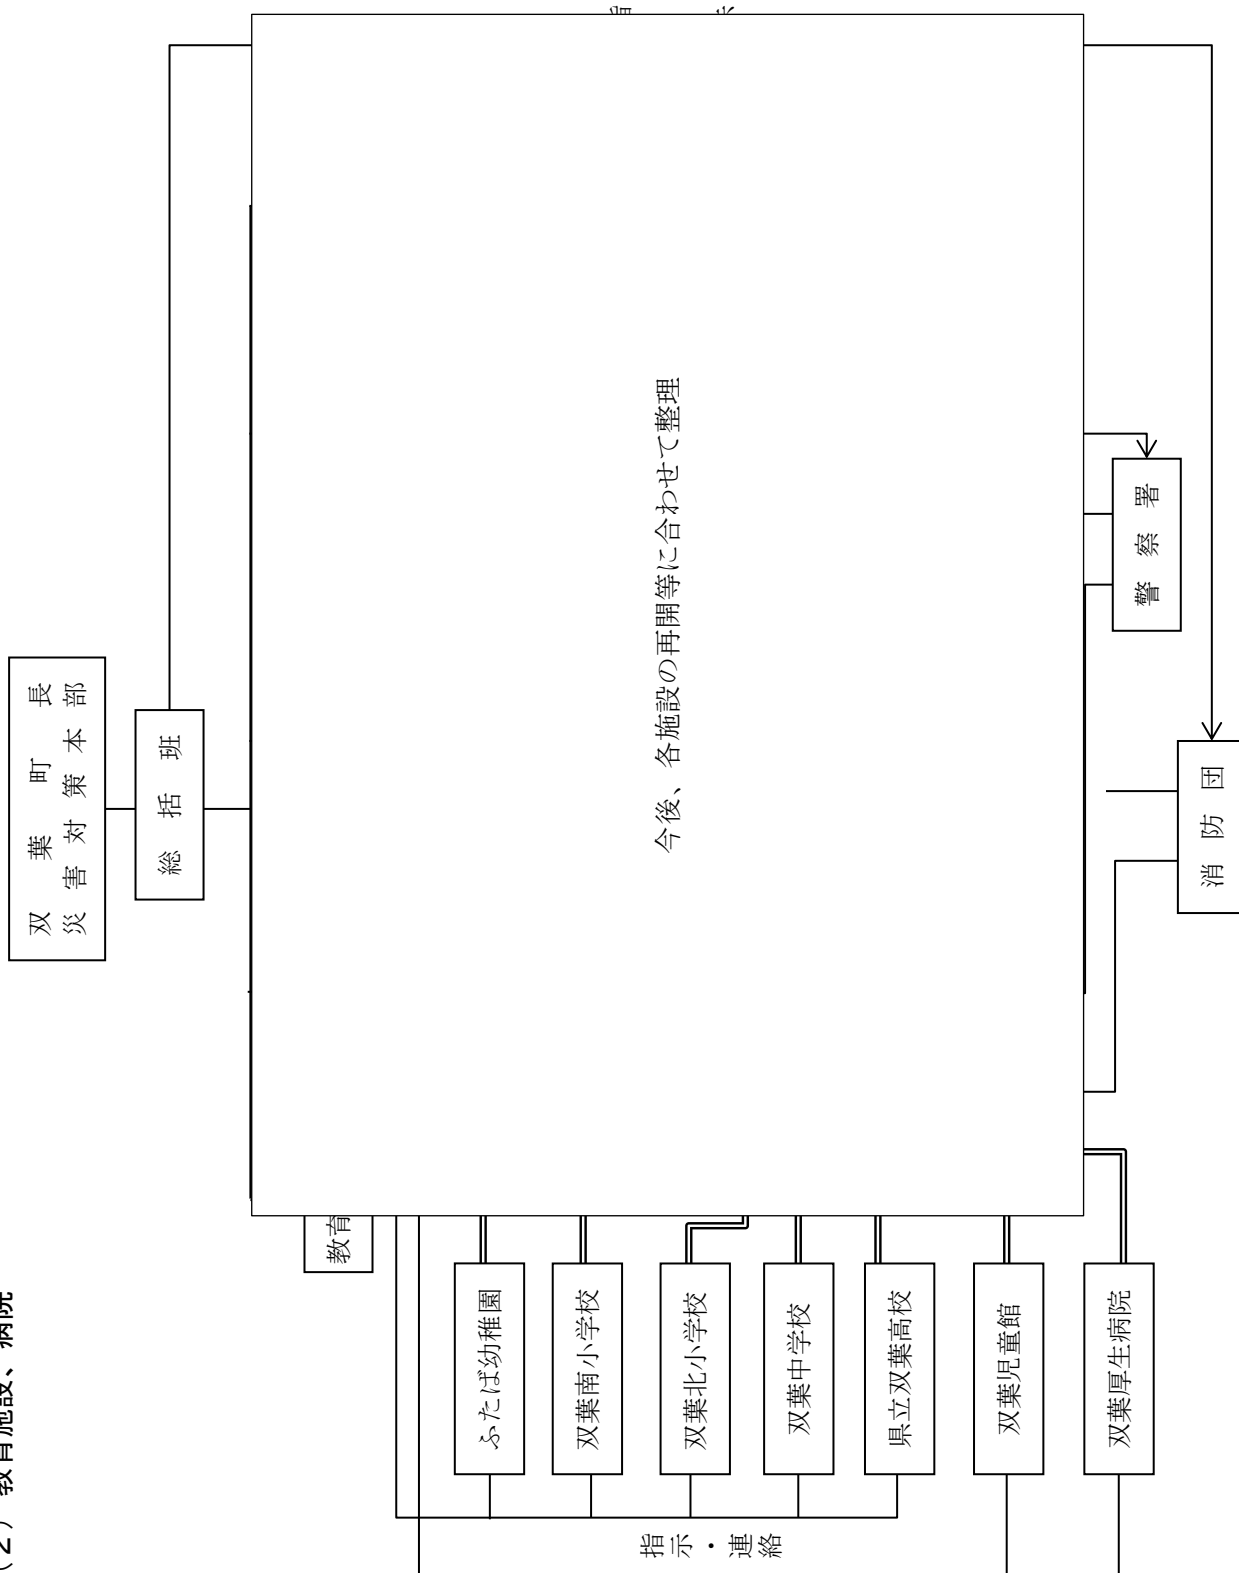 (2) 教育施設、病院
双葉町長
災害対策本部
総括班
今後、各施設の再開等に合わせて整理
警察署
消防団
教育
ふたば幼稚園
双葉南小学校
双葉北小学校
双葉中学校
県立双葉高校
双葉児童館
双葉厚生病院
指示・連絡